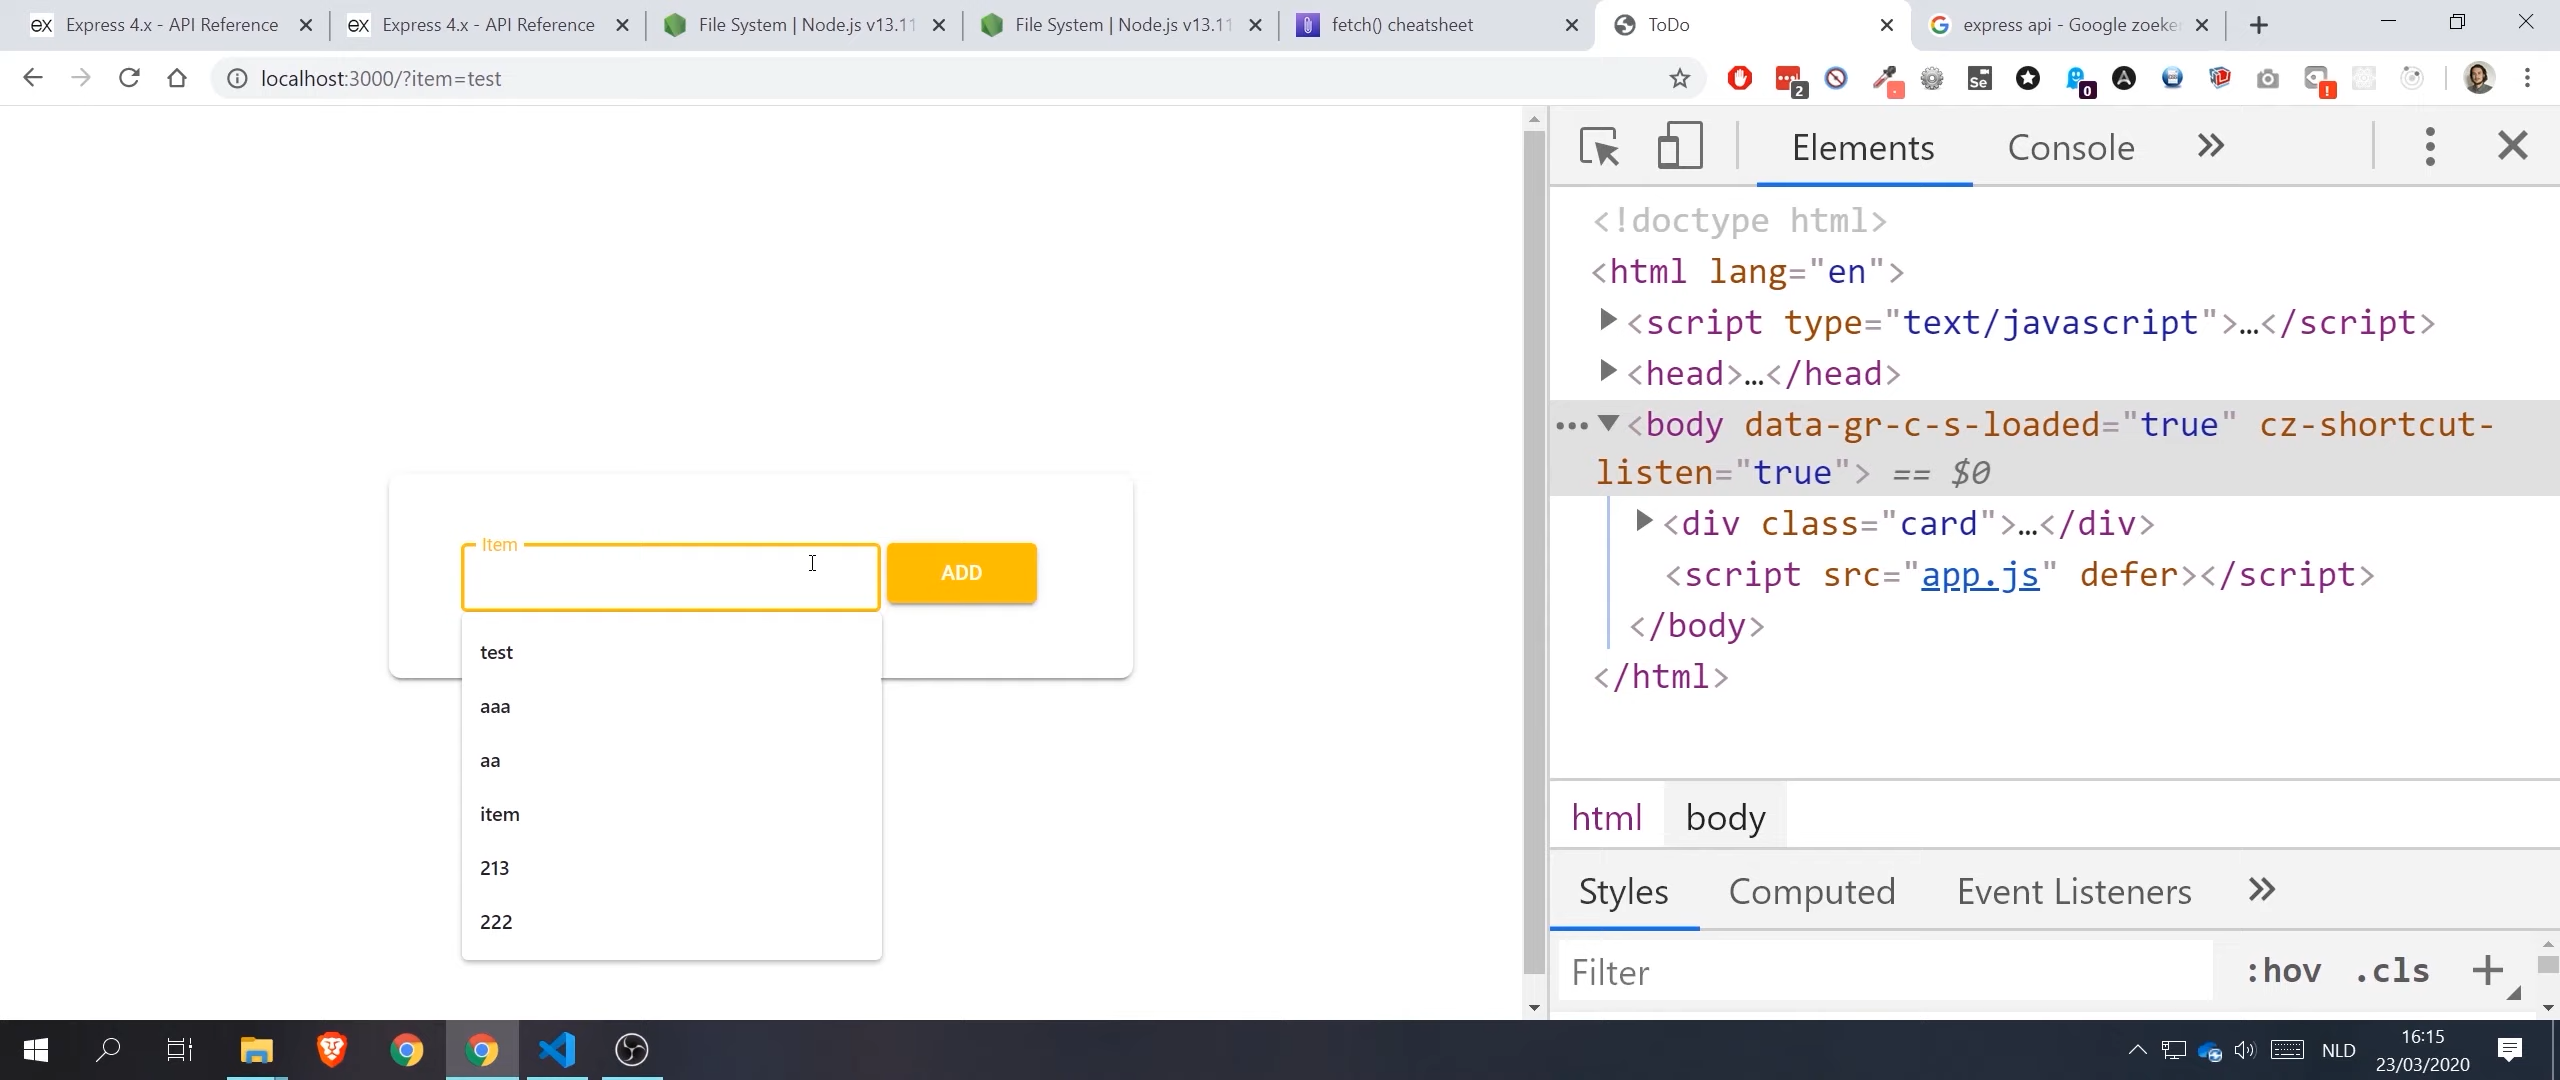 Express 4.x - API Reference
Express 4.x - API Reference
File System | Node.js v13.11
File System | Node.js v13.11
fetch() cheatsheet
ToDo
express api - Google zoeke
localhost:3000/?item=test
Se
2
0
Item
ADD
test
aaa
aa
item
213
222
Elements
Console
<!doctype html>
<html lang="en">
<script type="text/javascript">…</script>
<head>…</head>
<body data-gr-c-s-loaded="true" cz-shortcut-
listen="true"> == $0
<div class="card">…</div>
<script src="app.js" defer></script>
</body>
</html>
html
body
Styles
Computed
Event Listeners
Filter
:hov
.cls
NLD
16:15
23/03/2020